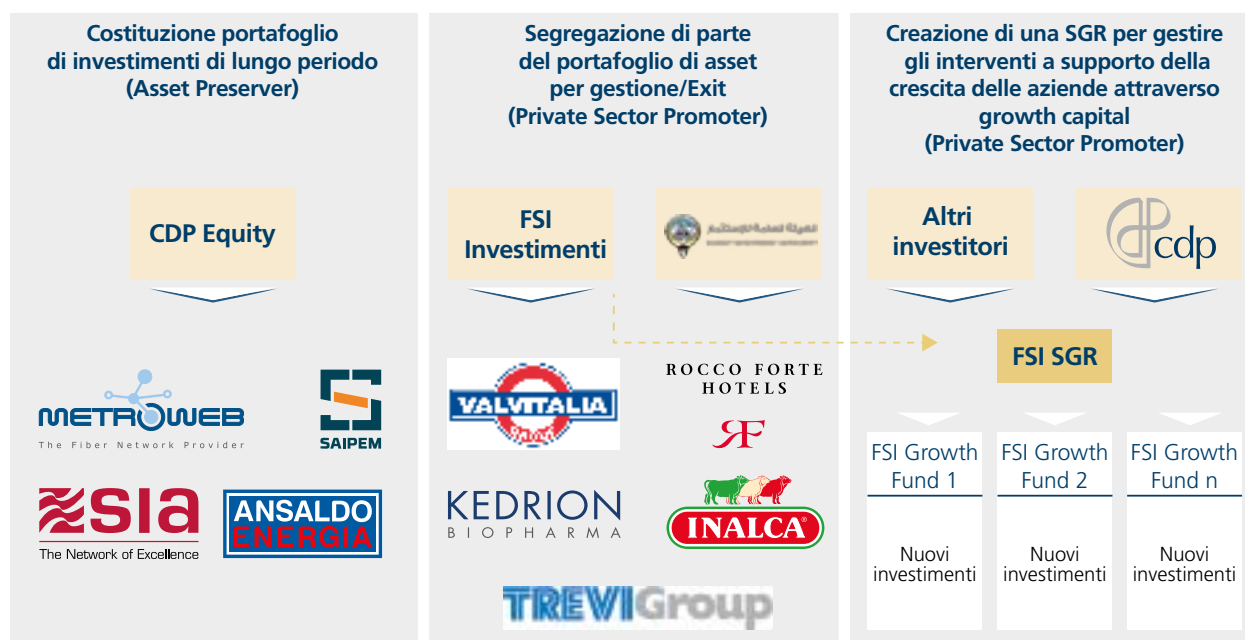 Costituzione portafoglio
di investimenti di lungo periodo
(Asset Preserver)
CDP Equity
METROWEB
The Fiber Network Provider
SAIPEM
sia
The Network of Excellence
ANSALDO
ENERGIA
Segregazione di parte
del portafoglio di asset
per gestione/Exit
(Private Sector Promoter)
FSI
Investimenti
الهيئة العامة للإستثمار
VALVITALIA
ROCCO FORTE
HOTELS
RF
KEDRION
BIOPHARMA
INALCA®
TREVIGroup
Creazione di una SGR per gestire
gli interventi a supporto della
crescita delle aziende attraverso
growth capital
(Private Sector Promoter)
Altri
investitori
cdp
FSI SGR
FSI Growth
Fund 1
Nuovi
investimenti
FSI Growth
Fund 2
Nuovi
investimenti
FSI Growth
Fund n
Nuovi
investimenti